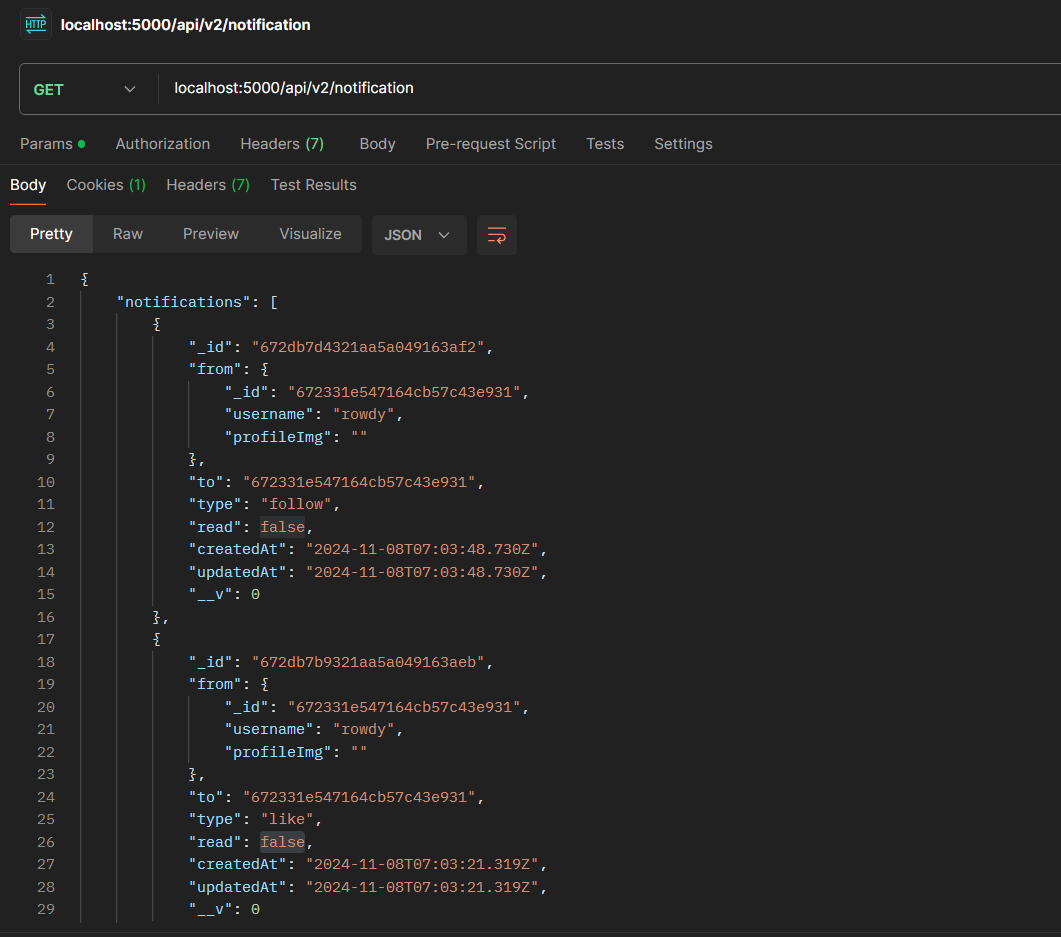 HTTP localhost:5000/api/v2/notification
GET localhost:5000/api/v2/notification
Params Authorization Headers (7) Body Pre-request Script Tests Settings
Body Cookies (1) Headers (7) Test Results
Pretty Raw Preview Visualize JSON
1 {
2 "notifications": [
3 {
4 "_id": "672db7d4321aa5a049163af2",
5 "from": {
6 "_id": "672331e547164cb57c43e931",
7 "username": "rowdy",
8 "profileImg": ""
9 },
10 "to": "672331e547164cb57c43e931",
11 "type": "follow",
12 "read": false,
13 "createdAt": "2024-11-08T07:03:48.730Z",
14 "updatedAt": "2024-11-08T07:03:48.730Z",
15 "__v": 0
16 },
17 {
18 "_id": "672db7b9321aa5a049163aeb",
19 "from": {
20 "_id": "672331e547164cb57c43e931",
21 "username": "rowdy",
22 "profileImg": ""
23 },
24 "to": "672331e547164cb57c43e931",
25 "type": "like",
26 "read": false,
27 "createdAt": "2024-11-08T07:03:21.319Z",
28 "updatedAt": "2024-11-08T07:03:21.319Z",
29 "__v": 0